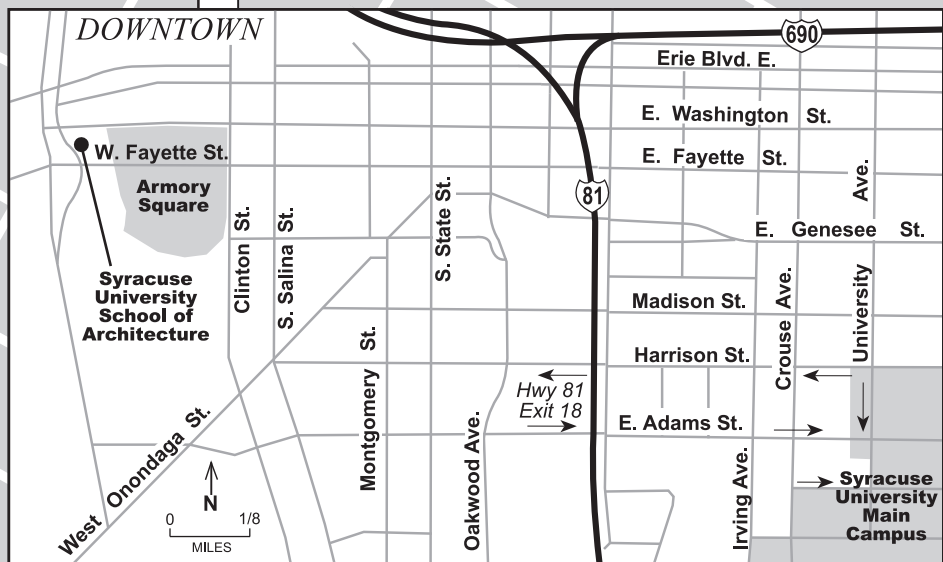 DOWNTOWN
690
Erie Blvd. E.
E. Washington St.
W. Fayette St.
E. Fayette St.
Armory
Square
81
Ave.
Clinton St.
S. Salina St.
S. State St.
E. Genesee St.
Syracuse
University
School of
Architecture
Madison St.
Crouse Ave.
University
Montgomery St.
Harrison St.
Hwy 81
Exit 18
E. Adams St.
West Onondaga St.
Oakwood Ave.
Irving Ave.
N
0 1/8
MILES
Syracuse
University
Main
Campus